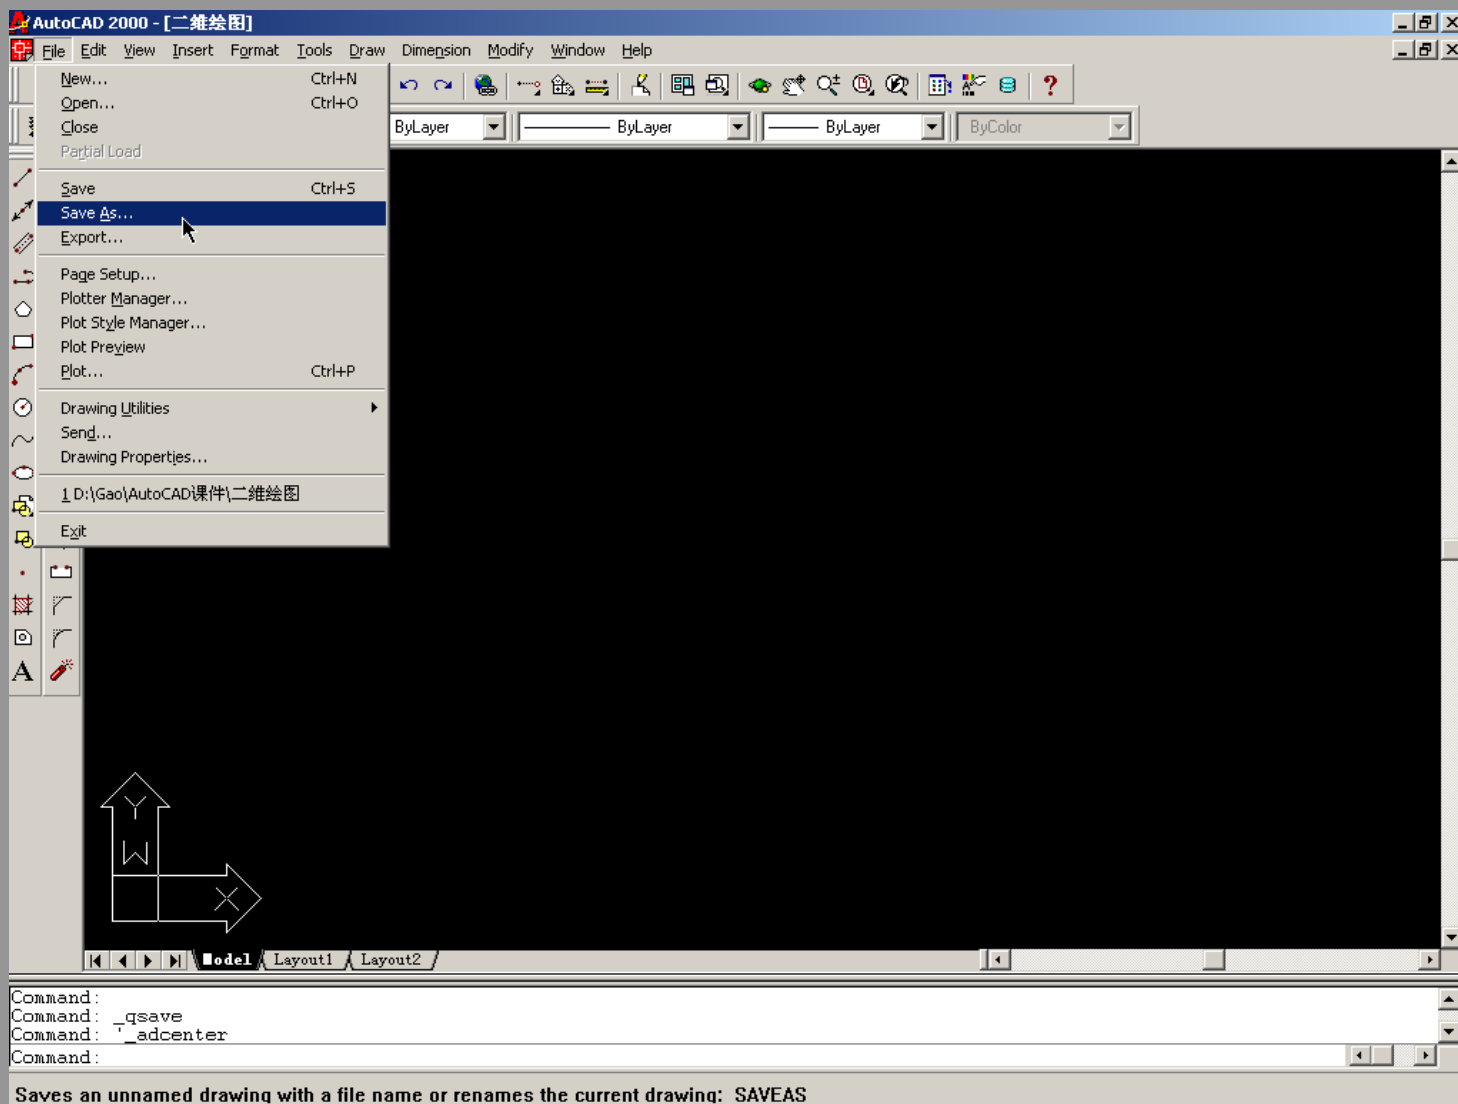 AutoCAD 2000 - [二维绘图]
File Edit View Insert Format Tools Draw Dimension Modify Window Help
New... Ctrl+N
Open... Ctrl+O
Close
Partial Load
Save Ctrl+S
Save As...
Export...
Page Setup...
Plotter Manager...
Plot Style Manager...
Plot Preview
Plot... Ctrl+P
Drawing Utilities
Send...
Drawing Properties...
1 D:\Gao\AutoCAD课件\二维绘图
Exit
ByLayer ByLayer ByLayer ByColor
A
Y
W
X
Model Layout1 Layout2
Command:
Command: _qsave
Command: '_adcenter
Command:
Saves an unnamed drawing with a file name or renames the current drawing: SAVEAS